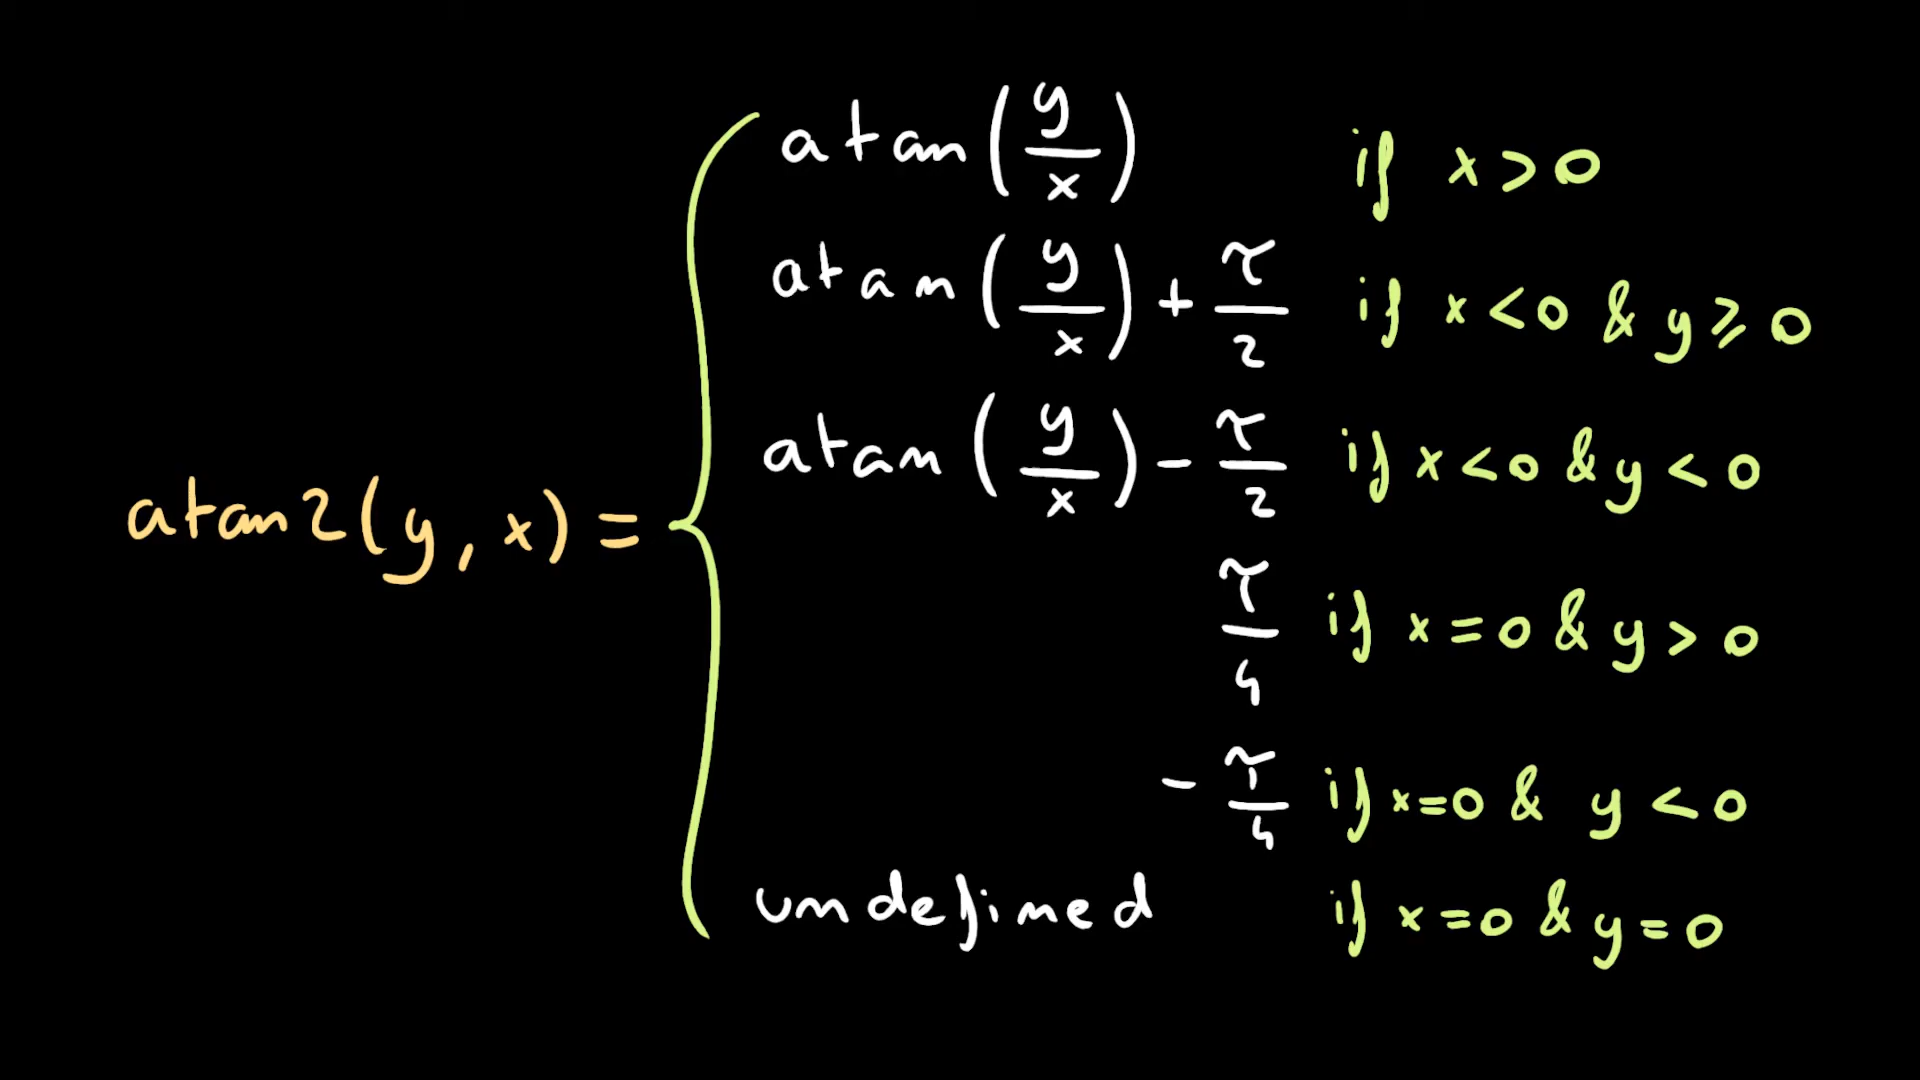 atan(y/x) if x>0
atan(y/x)+τ/2 if x<0 & y⩾0
atan(y/x)-τ/2 if x<0 & y<0
atan2(y,x)=
τ/4 if x=0 & y>0
-τ/4 if x=0 & y<0
undefined if x=0 & y=0